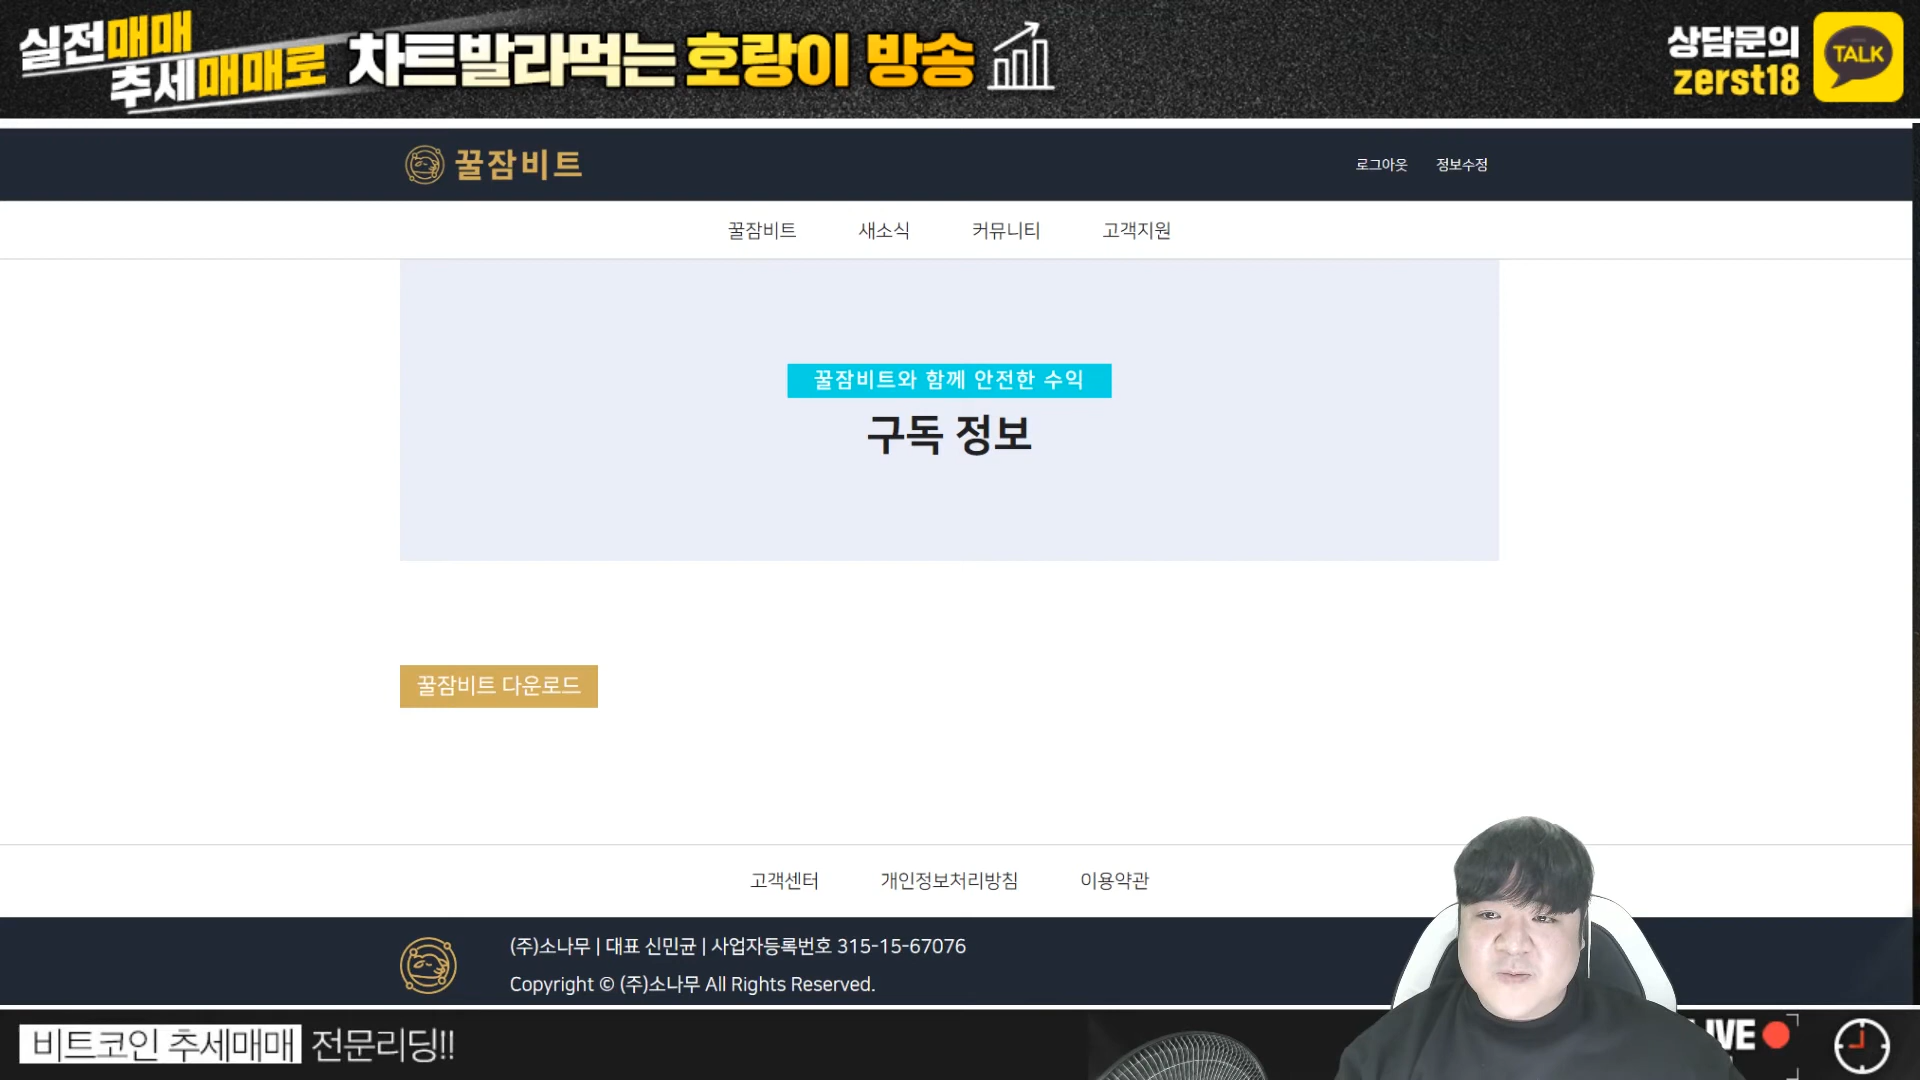 실전매매
추세매매로
차트발라먹는 호랑이 방송
상담문의
zerst18
TALK
꿀잠비트
로그아웃 정보수정
꿀잠비트 새소식 커뮤니티 고객지원
꿀잠비트와 함께 안전한 수익
구독 정보
꿀잠비트 다운로드
고객센터 개인정보처리방침 이용약관
(주)소나무 | 대표 신민균 | 사업자등록번호 315-15-67076
Copyright © (주)소나무 All Rights Reserved.
비트코인 추세매매 전문리딩!!
LIVE